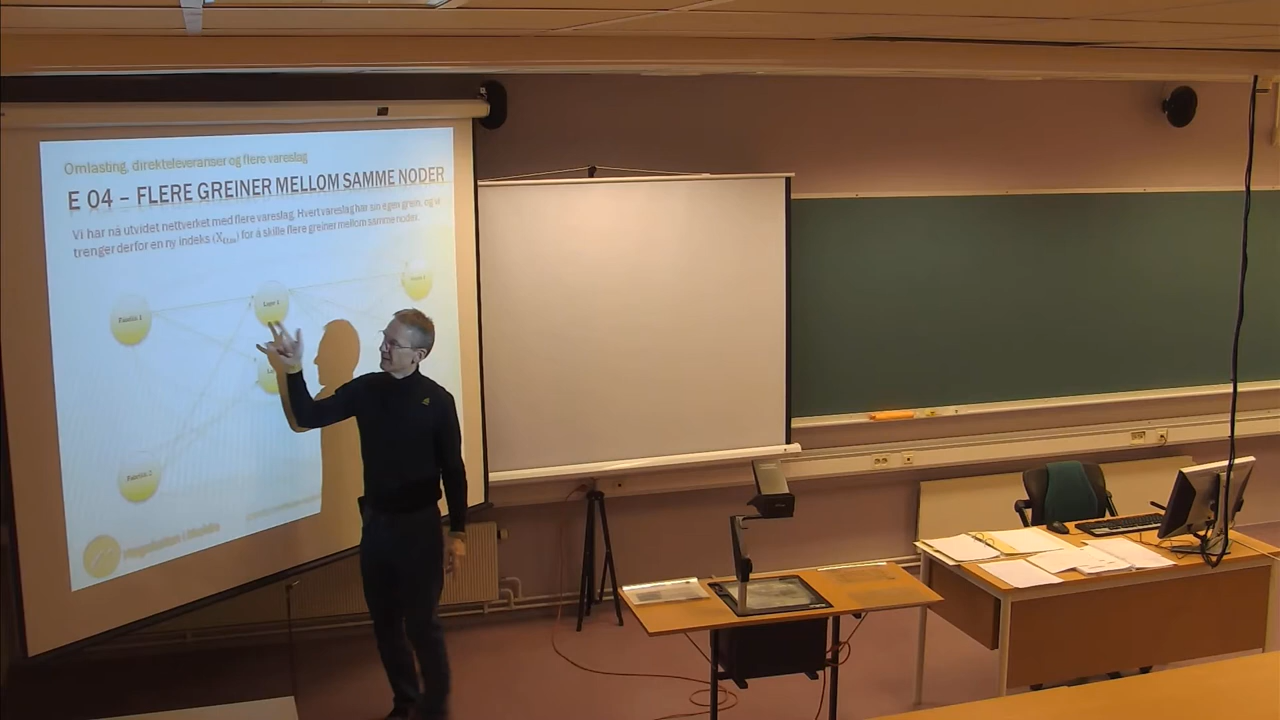 Omlasting, direkteleveranser og flere vareslag
E 04 – FLERE GREINER MELLOM SAMME NODER
Vi har nå utvidet nettverket med flere vareslag. Hvert vareslag har sin egen grein, og vi
trenger derfor en ny indeks for å skille flere greiner mellom samme noder.
Fabrikk 1
Lager 1
Fabrikk 2
Høgskolen i Molde